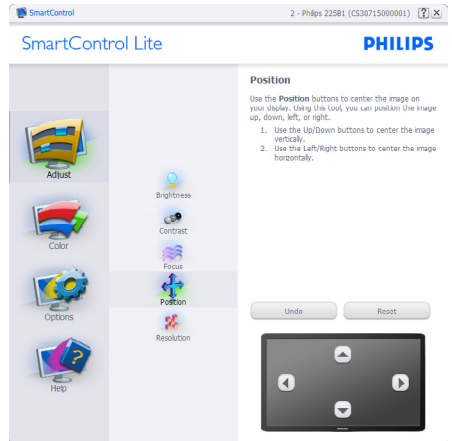 SmartControl
2 - Philips 225B1 (CS30715000001)
?
SmartControl Lite
PHILIPS
Adjust
Color
Options
Help
Brightness
Contrast
Focus
Position
Resolution
Position
Use the Position buttons to center the image on
your display. Using this tool, you can position the image
up, down, left, or right.
1. Use the Up/Down buttons to center the image
vertically.
2. Use the Left/Right buttons to center the image
horizontally.
Undo
Reset